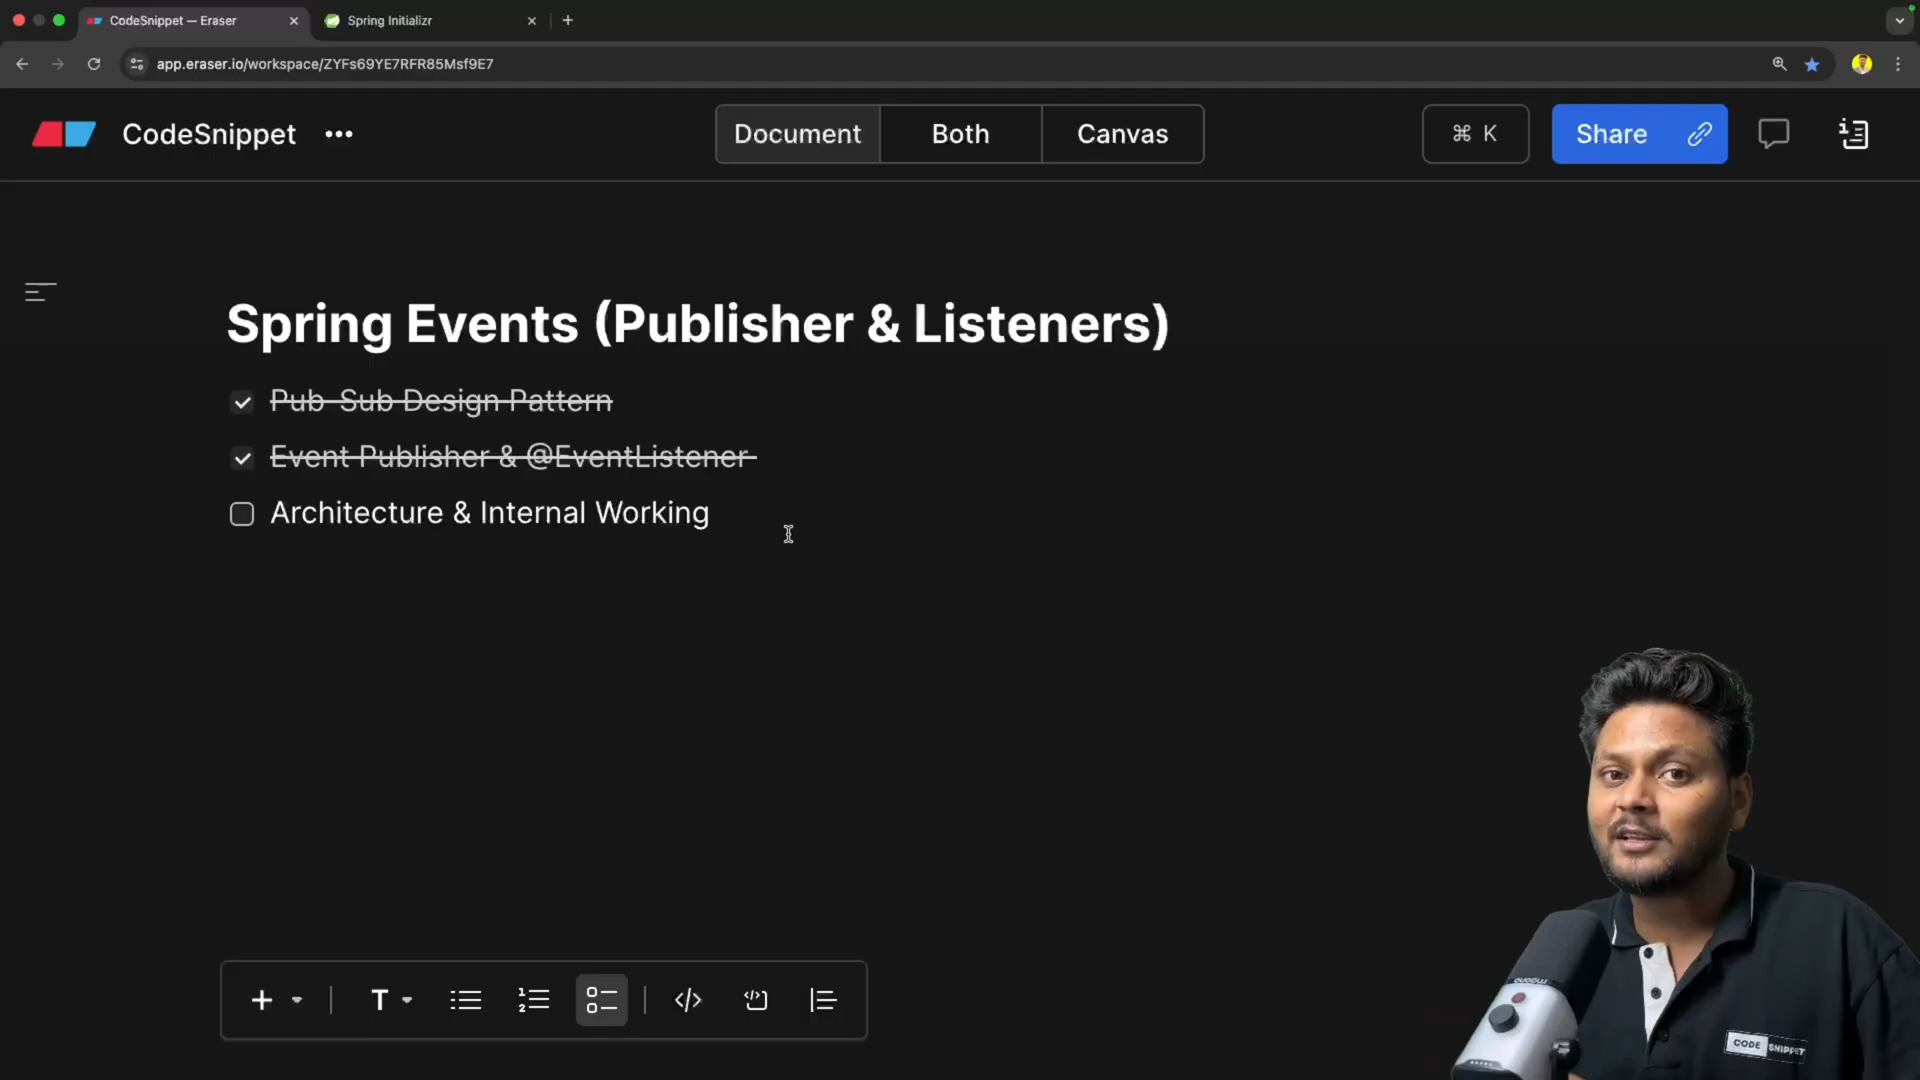 CodeSnippet — Eraser
Spring Initializr
app.eraser.io/workspace/ZYFs69YE7RFR85Msf9E7
CodeSnippet
Document
Both
Canvas
⌘ K
Share
Spring Events (Publisher & Listeners)
Pub-Sub Design Pattern
Event Publisher & @EventListener
Architecture & Internal Working
T
maono
CODE SNIPPET